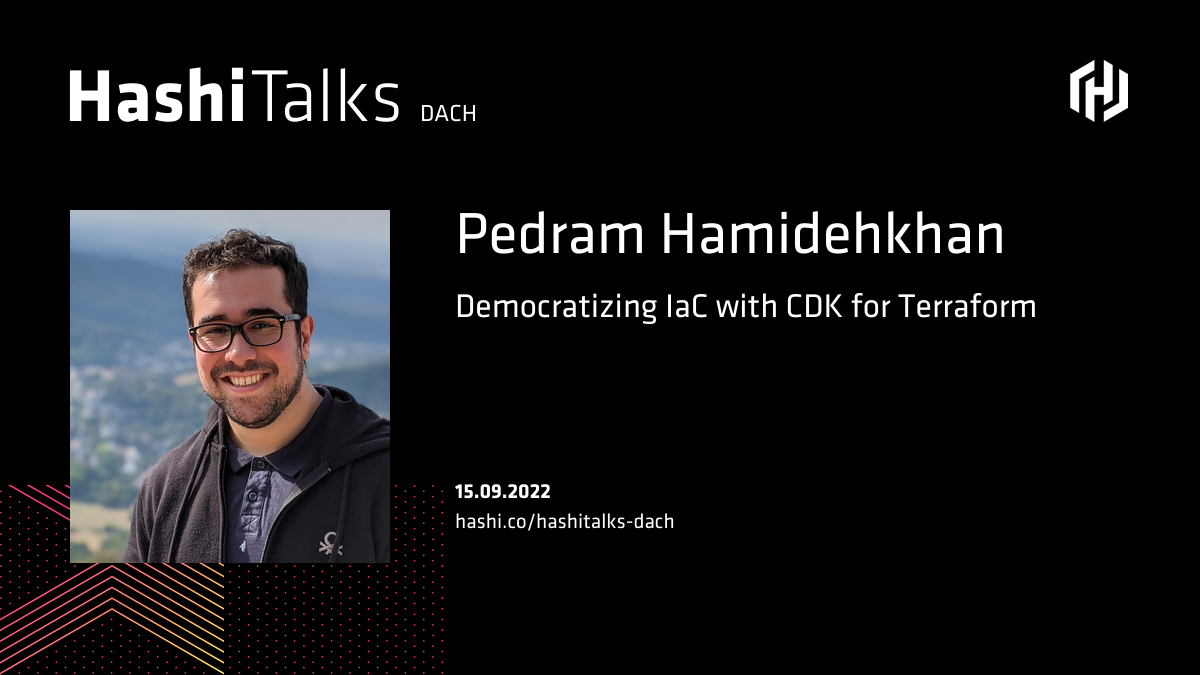 HashiTalks DACH
Pedram Hamidehkhan
Democratizing IaC with CDK for Terraform
15.09.2022
hashi.co/hashitalks-dach